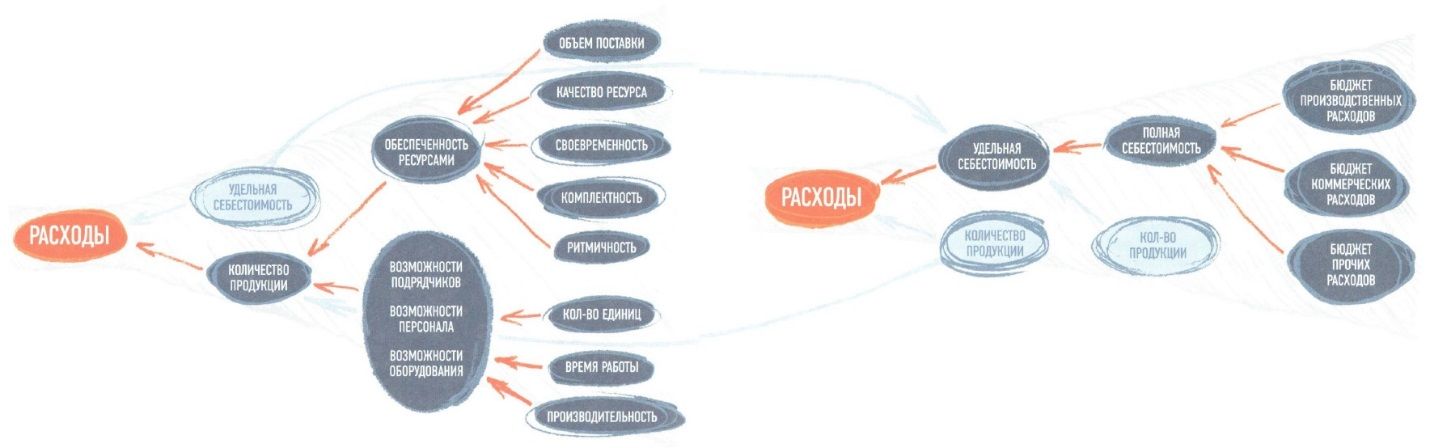 ОБЪЕМ ПОСТАВКИ
КАЧЕСТВО РЕСУРСА
ОБЕСПЕЧЕННОСТЬ
РЕСУРСАМИ
СВОЕВРЕМЕННОСТЬ
УДЕЛЬНАЯ
СЕБЕСТОИМОСТЬ
КОМПЛЕКТНОСТЬ
РАСХОДЫ
РИТМИЧНОСТЬ
КОЛИЧЕСТВО
ПРОДУКЦИИ
ВОЗМОЖНОСТИ
ПОДРЯДЧИКОВ
ВОЗМОЖНОСТИ
ПЕРСОНАЛА
ВОЗМОЖНОСТИ
ОБОРУДОВАНИЯ
КОЛ-ВО ЕДИНИЦ
ВРЕМЯ РАБОТЫ
ПРОИЗВОДИТЕЛЬНОСТЬ
РАСХОДЫ
УДЕЛЬНАЯ
СЕБЕСТОИМОСТЬ
ПОЛНАЯ
СЕБЕСТОИМОСТЬ
БЮДЖЕТ
ПРОИЗВОДСТВЕННЫХ
РАСХОДОВ
БЮДЖЕТ
КОММЕРЧЕСКИХ
РАСХОДОВ
КОЛИЧЕСТВО
ПРОДУКЦИИ
КОЛ-ВО
ПРОДУКЦИИ
БЮДЖЕТ
ПРОЧИХ
РАСХОДОВ